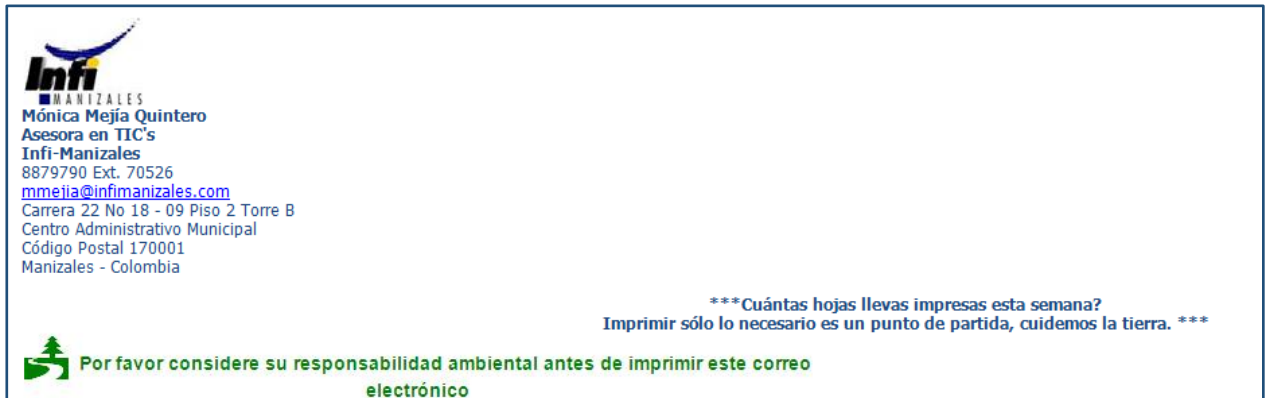 Infi
MANIZALES
Mónica Mejía Quintero
Asesora en TIC's
Infi-Manizales
8879790 Ext. 70526
mmejia@infimanizales.com
Carrera 22 No 18 - 09 Piso 2 Torre B
Centro Administrativo Municipal
Código Postal 170001
Manizales - Colombia
***Cuántas hojas llevas impresas esta semana?
Imprimir sólo lo necesario es un punto de partida, cuidemos la tierra. ***
Por favor considere su responsabilidad ambiental antes de imprimir este correo
electrónico